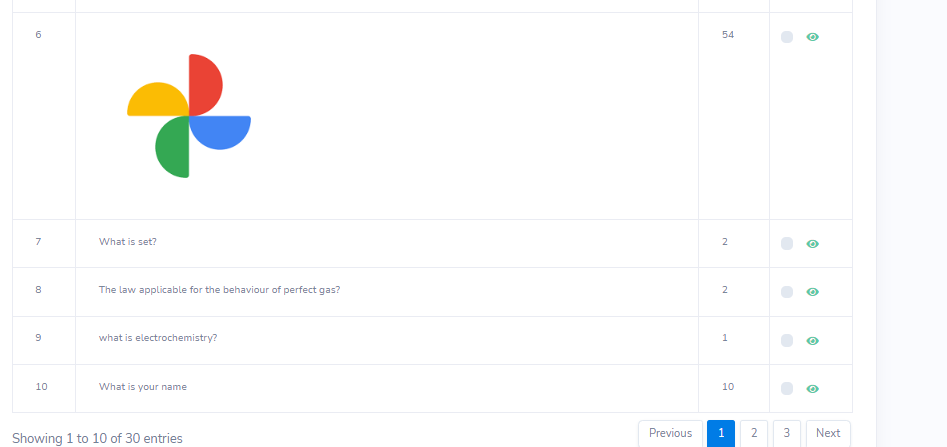 6 54
7 What is set? 2
8 The law applicable for the behaviour of perfect gas? 2
9 what is electrochemistry? 1
10 What is your name 10
Showing 1 to 10 of 30 entries Previous 1 2 3 Next